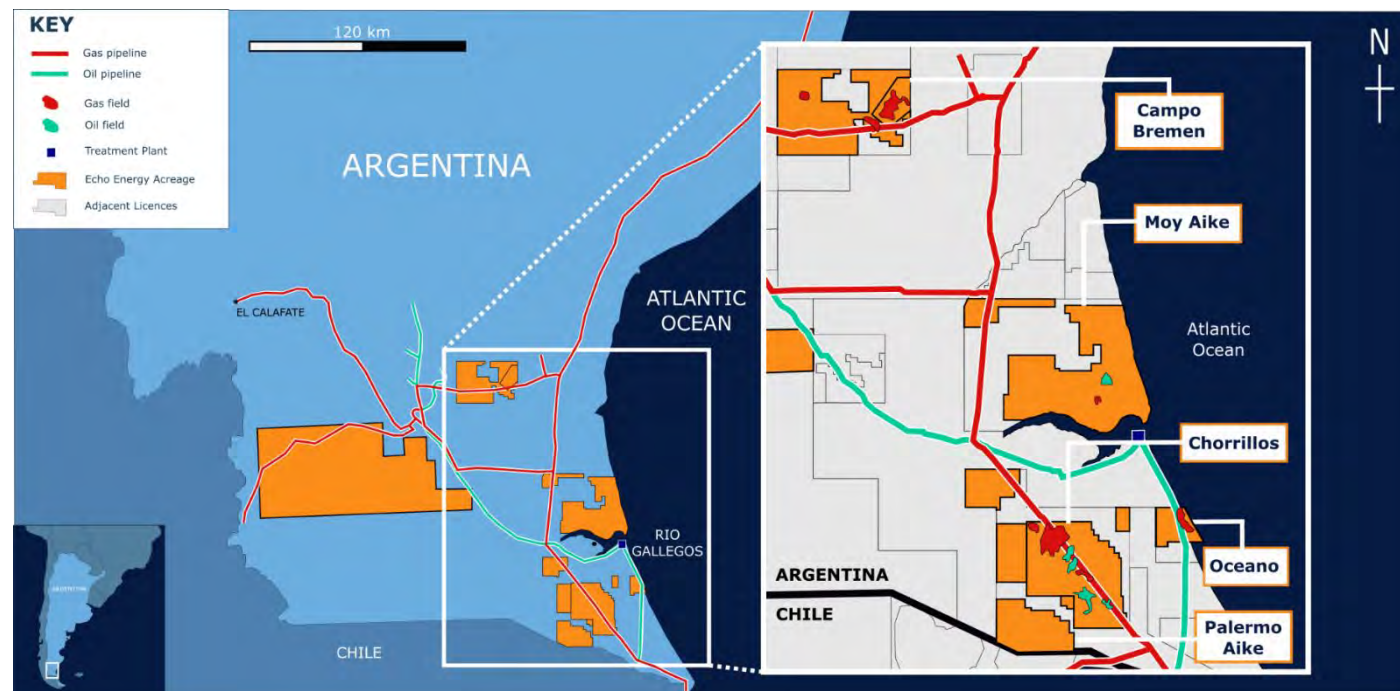 KEY
Gas pipeline
Oil pipeline
Gas field
Oil field
Treatment Plant
Echo Energy Acreage
Adjacent Licences
120 km
ARGENTINA
EL CALAFATE
ATLANTIC
OCEAN
RIO
GALLEGOS
CHILE
ARGENTINA
N
Campo
Bremen
Moy Aike
Atlantic
Ocean
Chorrillos
Oceano
ARGENTINA
CHILE
Palermo
Aike